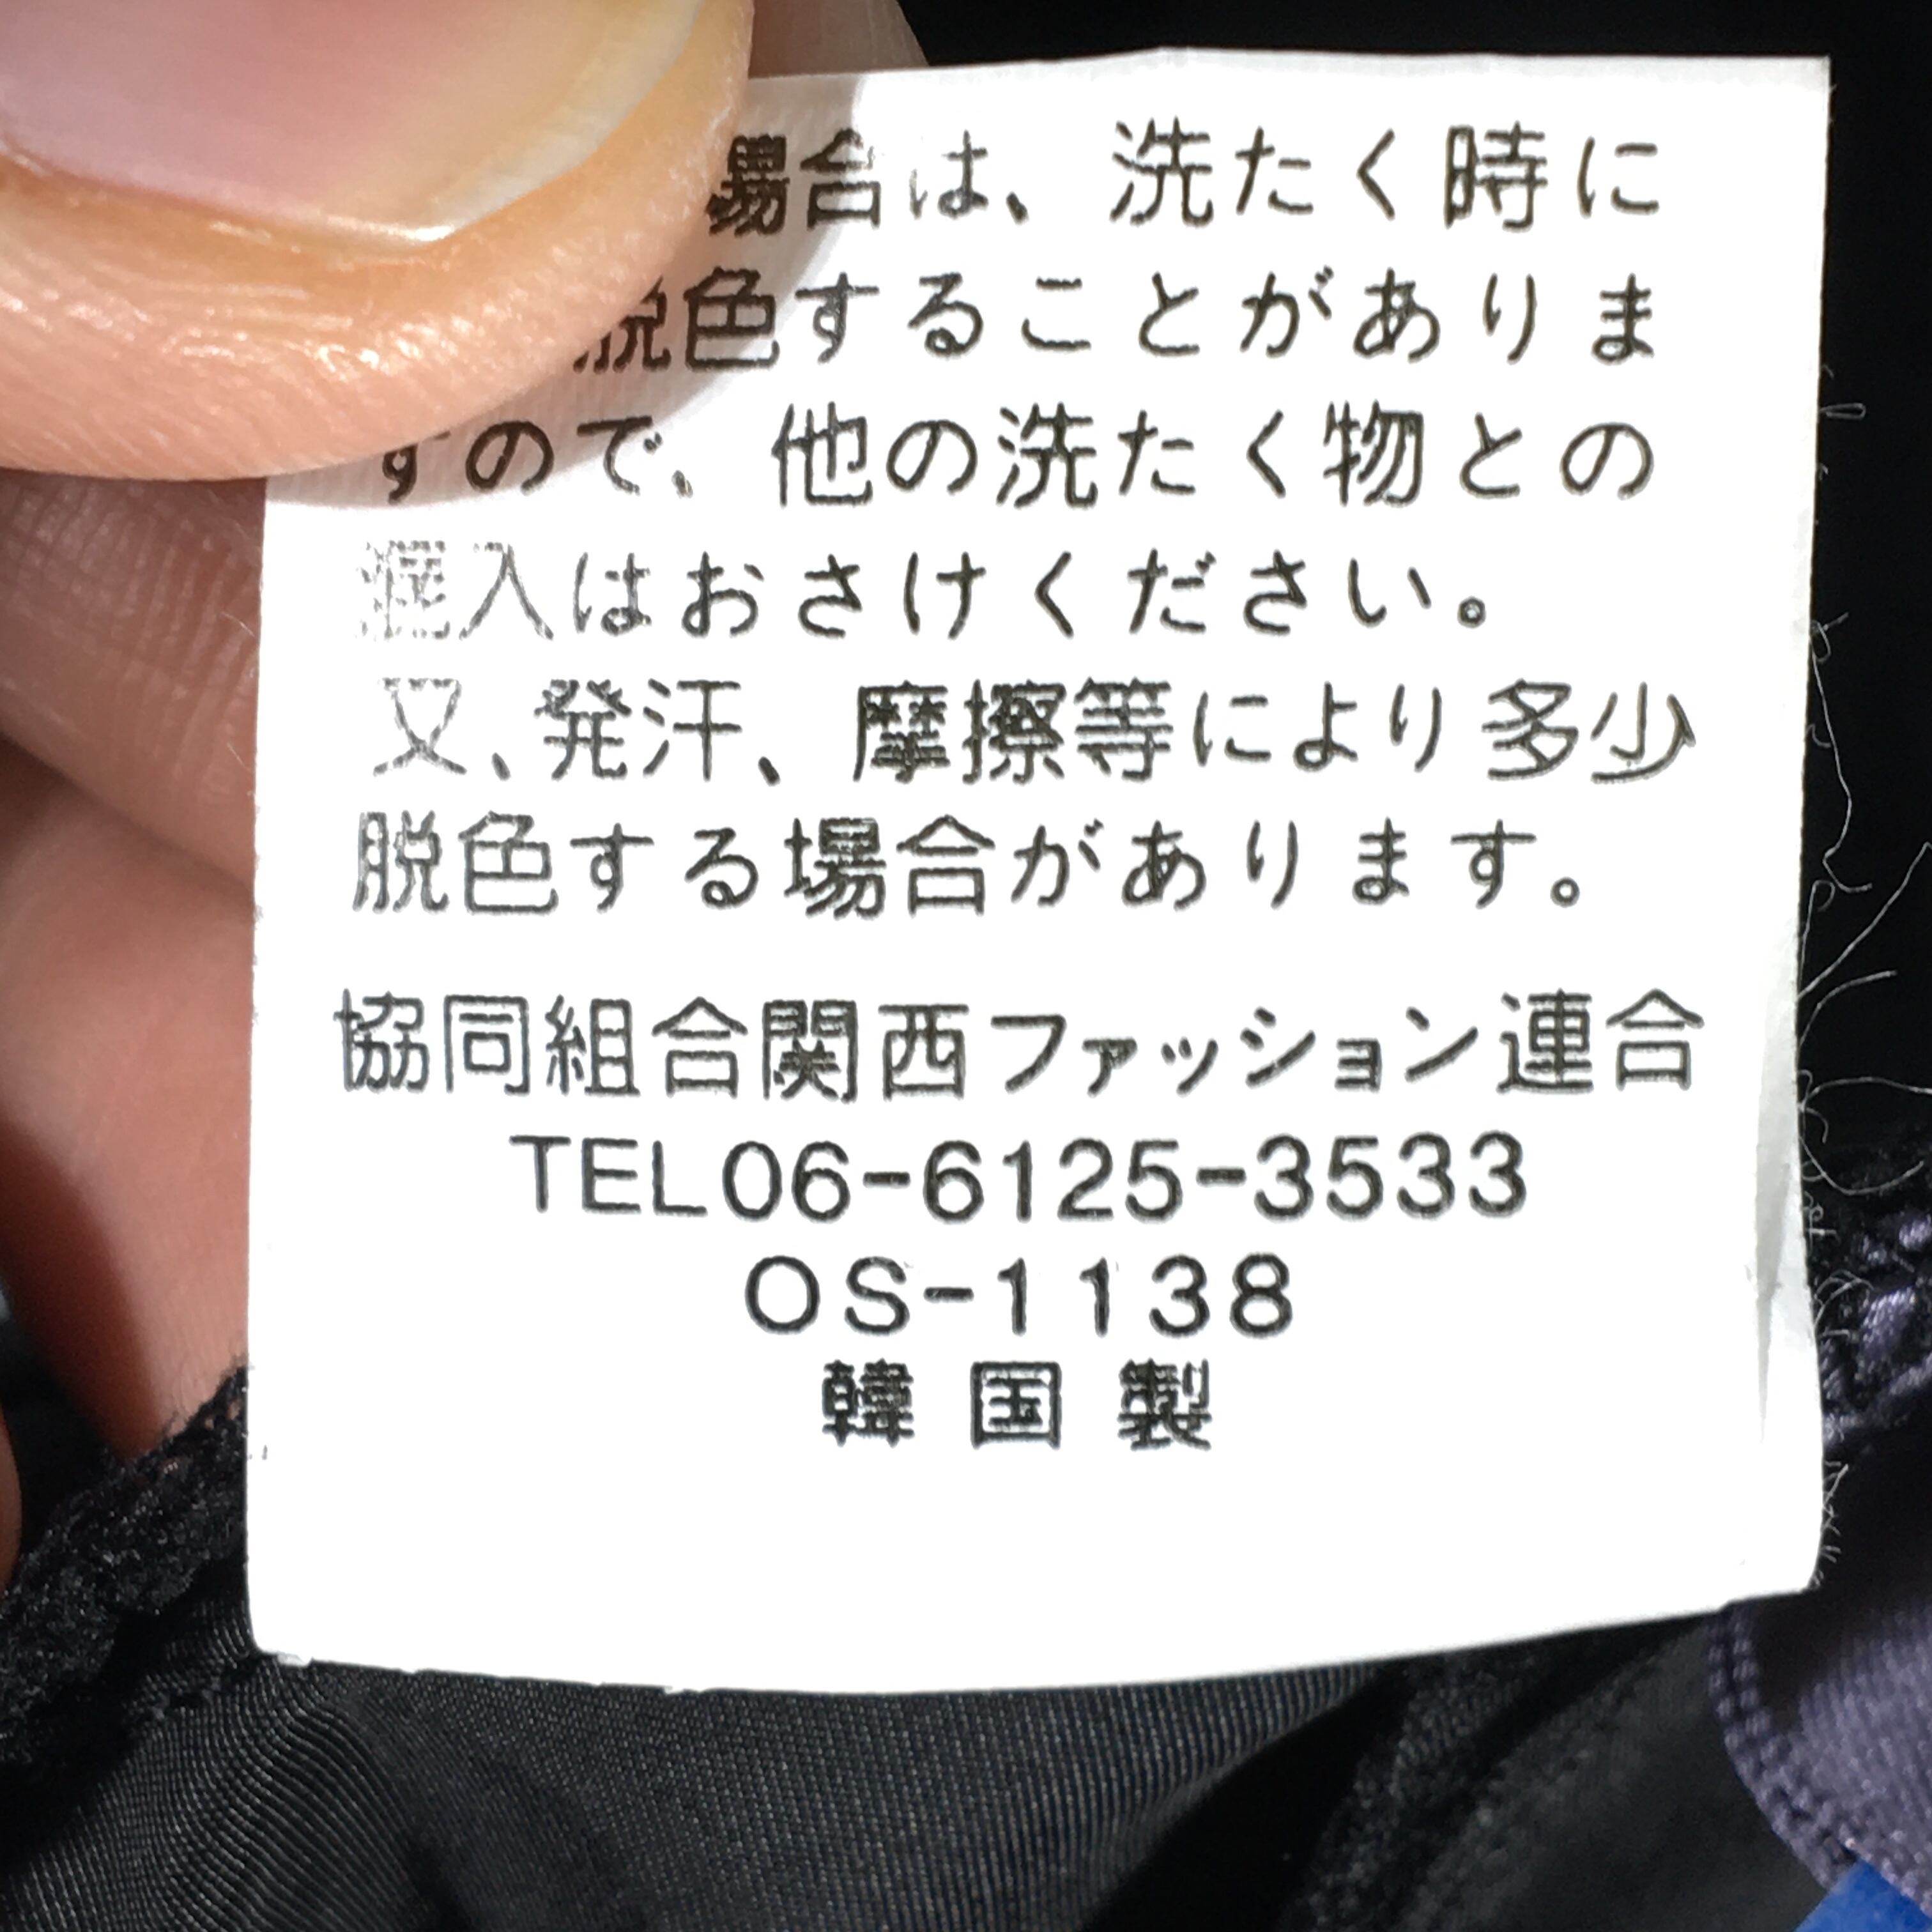 場合は、洗たく時に
脱色することがありま
すので、他の洗たく物との
混入はおさけください。
又、発汗、摩擦等により多少
脱色する場合があります。
協同組合関西ファッション連合
TEL06-6125-3533
OS-1138
韓国製